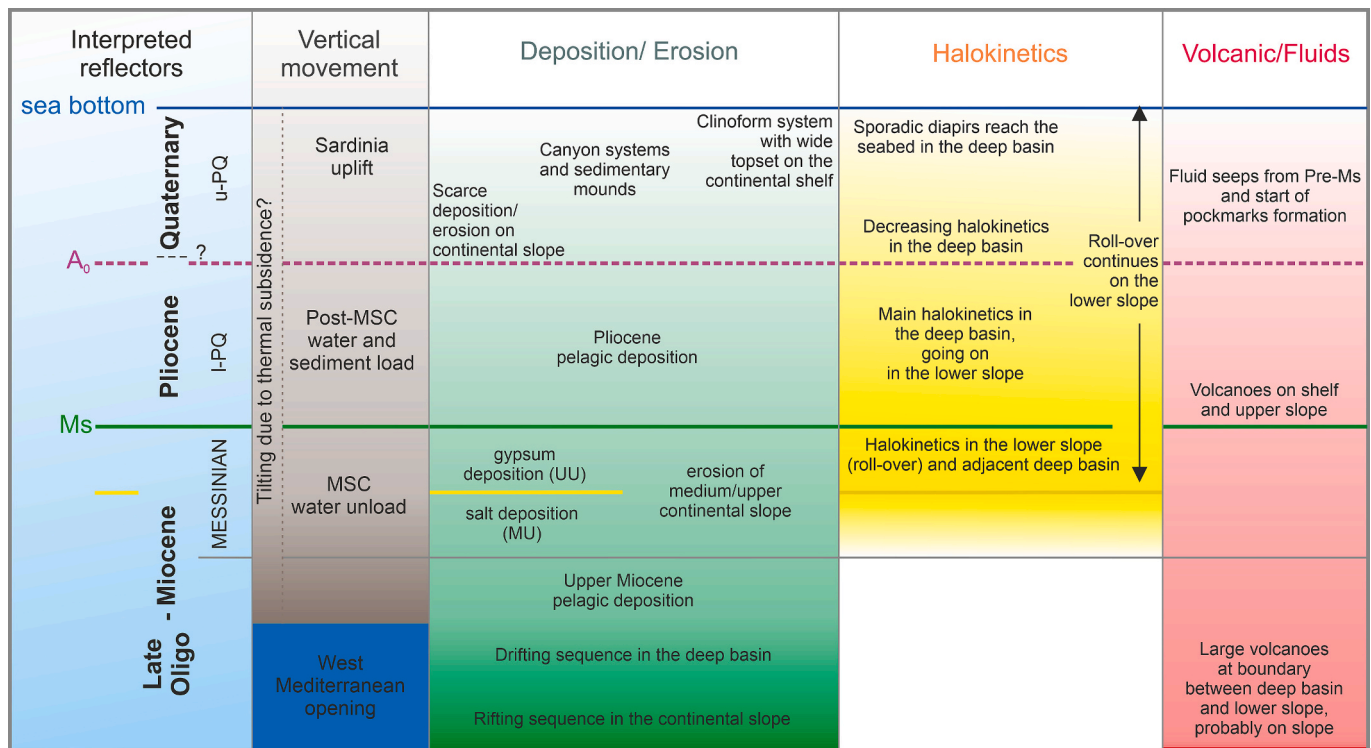 Interpreted
reflectors
Vertical
movement
Deposition/ Erosion
Halokinetics
Volcanic/Fluids
sea bottom
Quaternary
u-PQ
?
A₀
Pliocene
l-PQ
Ms
MESSINIAN
Late - Miocene
Oligo
Tilting due to thermal subsidence?
Sardinia
uplift
Post-MSC
water and
sediment load
MSC
water unload
West
Mediterranean
opening
Scarce
deposition/
erosion on
continental slope
Canyon systems
and sedimentary
mounds
Clinoform system
with wide
topset on the
continental shelf
Pliocene
pelagic deposition
gypsum
deposition (UU)
salt deposition
(MU)
erosion of
medium/upper
continental slope
Upper Miocene
pelagic deposition
Drifting sequence in the deep basin
Rifting sequence in the continental slope
Sporadic diapirs reach the
seabed in the deep basin
Decreasing halokinetics
in the deep basin
Roll-over
continues
on the
lower slope
Main halokinetics in
the deep basin,
going on
in the lower slope
Halokinetics in the lower slope
(roll-over) and adjacent deep basin
Fluid seeps from Pre-Ms
and start of
pockmarks formation
Volcanoes on shelf
and upper slope
Large volcanoes
at boundary
between deep basin
and lower slope,
probably on slope